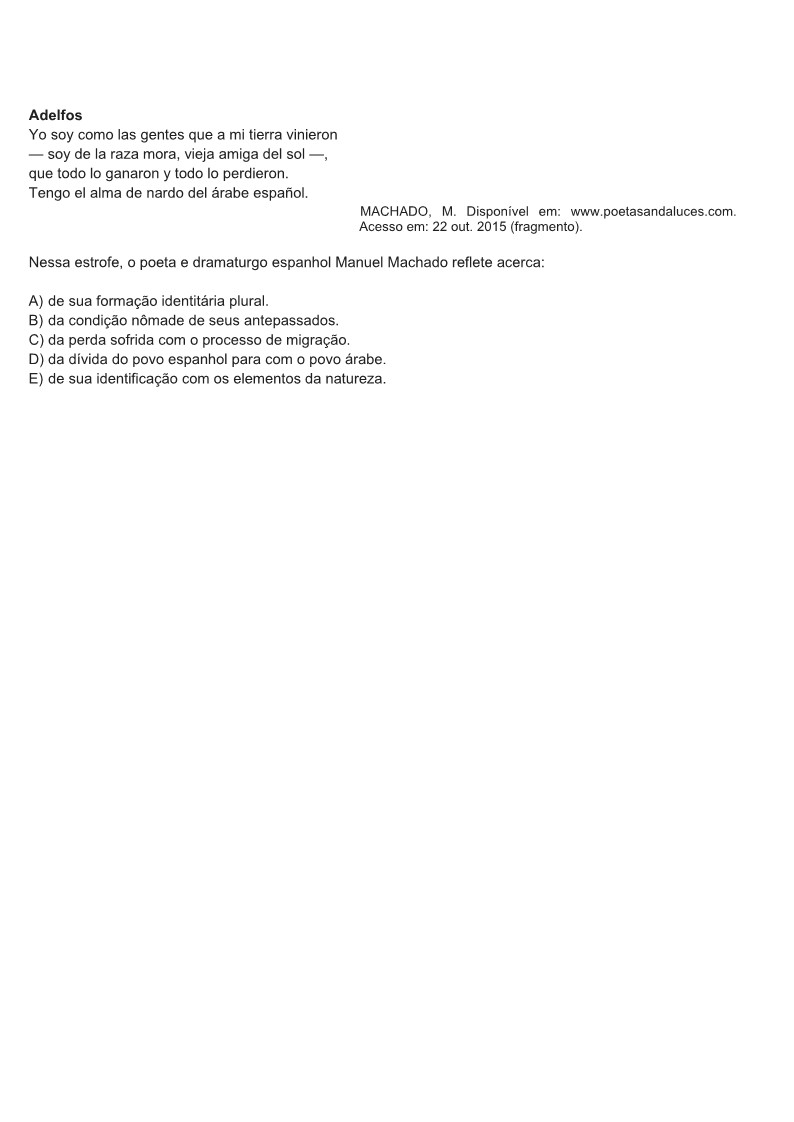 Adelfos
Yo soy como las gentes que a mi tierra vinieron
— soy de la raza mora, vieja amiga del sol —,
que todo lo ganaron y todo lo perdieron.
Tengo el alma de nardo del árabe español.
MACHADO, M. Disponível em: www.poetasandaluces.com.
Acesso em: 22 out. 2015 (fragmento).
Nessa estrofe, o poeta e dramaturgo espanhol Manuel Machado reflete acerca:
A) de sua formação identitária plural.
B) da condição nômade de seus antepassados.
C) da perda sofrida com o processo de migração.
D) da dívida do povo espanhol para com o povo árabe.
E) de sua identificação com os elementos da natureza.